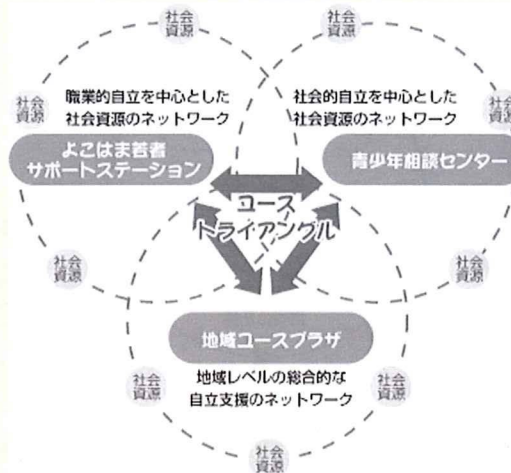 社会
資源
社会
資源
社会
資源
職業的自立を中心とした
社会資源のネットワーク
社会的自立を中心とした
社会資源のネットワーク
社会
資源
よこはま若者
サポートステーション
青少年相談センター
ユース
トライアングル
社会
資源
社会
資源
地域ユースプラザ
地域レベルの総合的な
自立支援のネットワーク
社会
資源
社会
資源
社会
資源